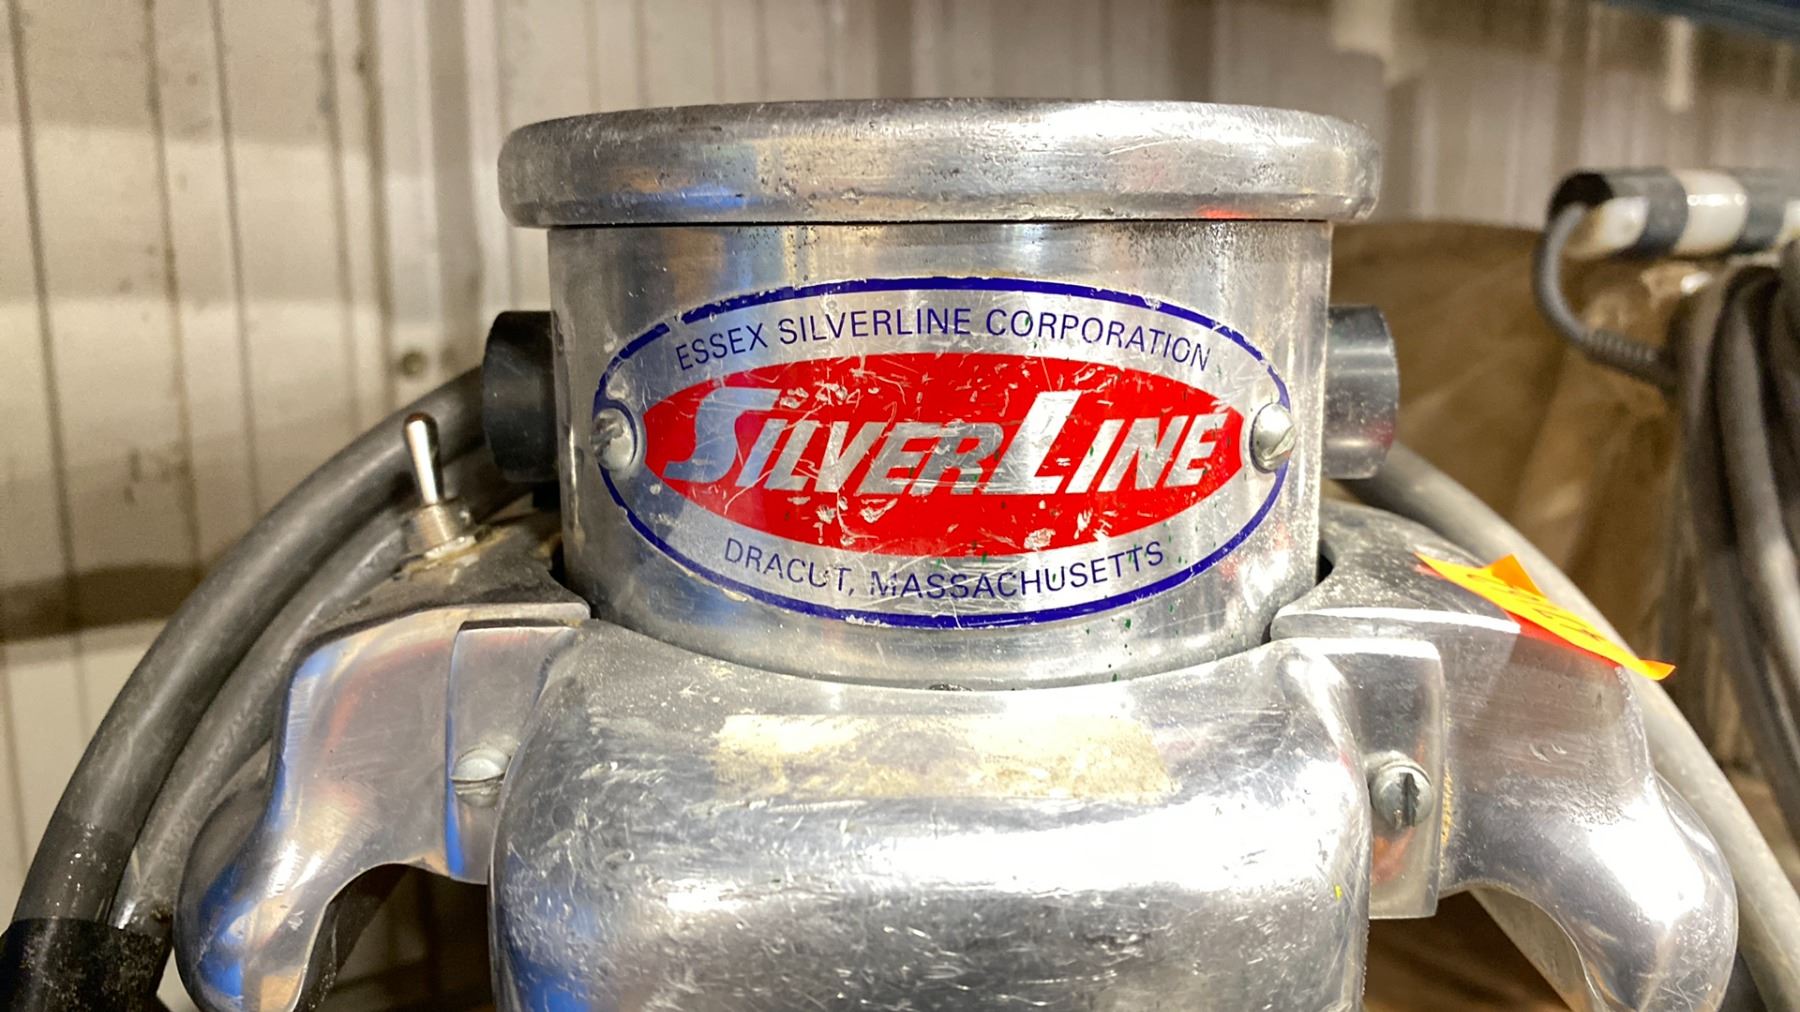 ESSEX SILVERLINE CORPORATION
SILVERLINE
DRACUT, MASSACHUSETTS